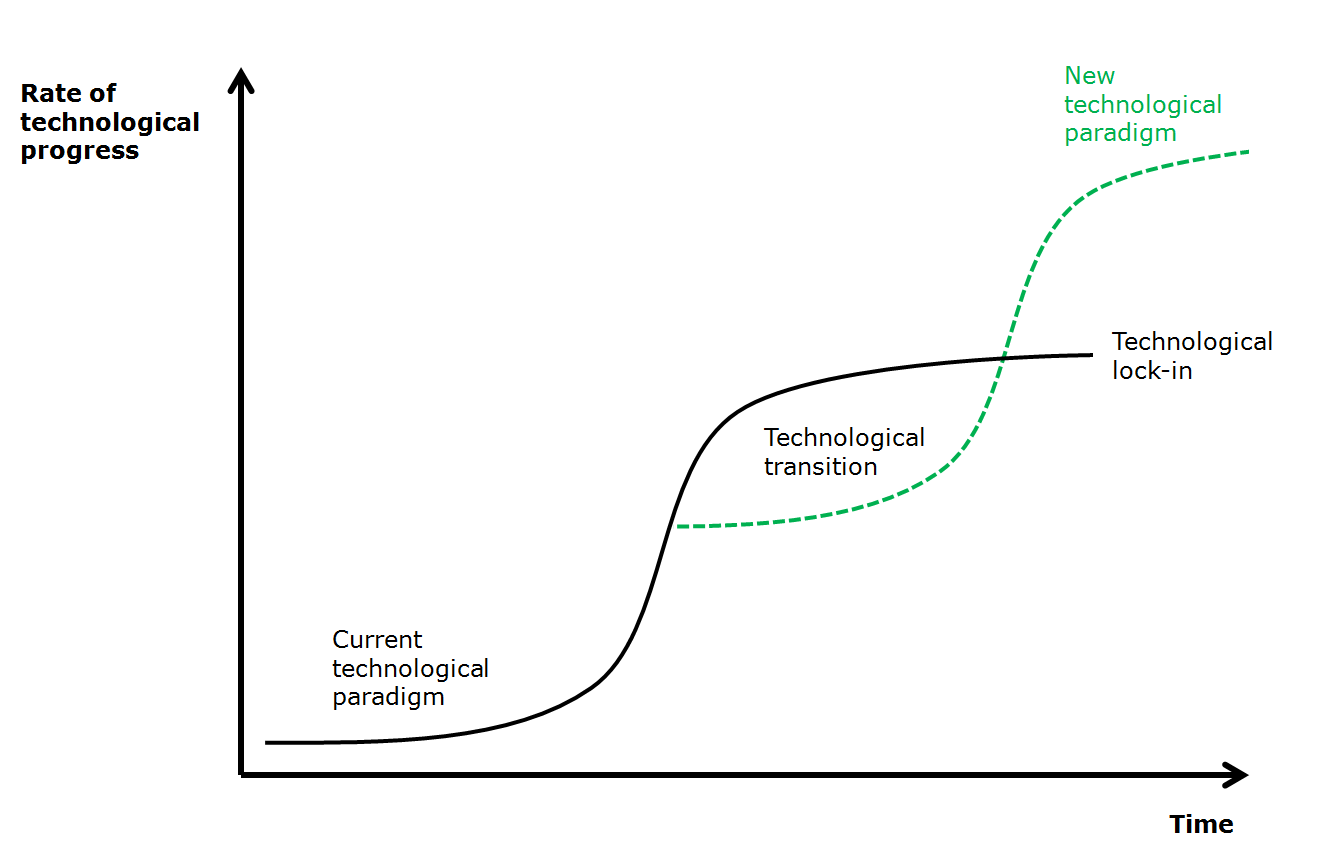 Rate of
technological
progress
New
technological
paradigm
Technological
lock-in
Technological
transition
Current
technological
paradigm
Time